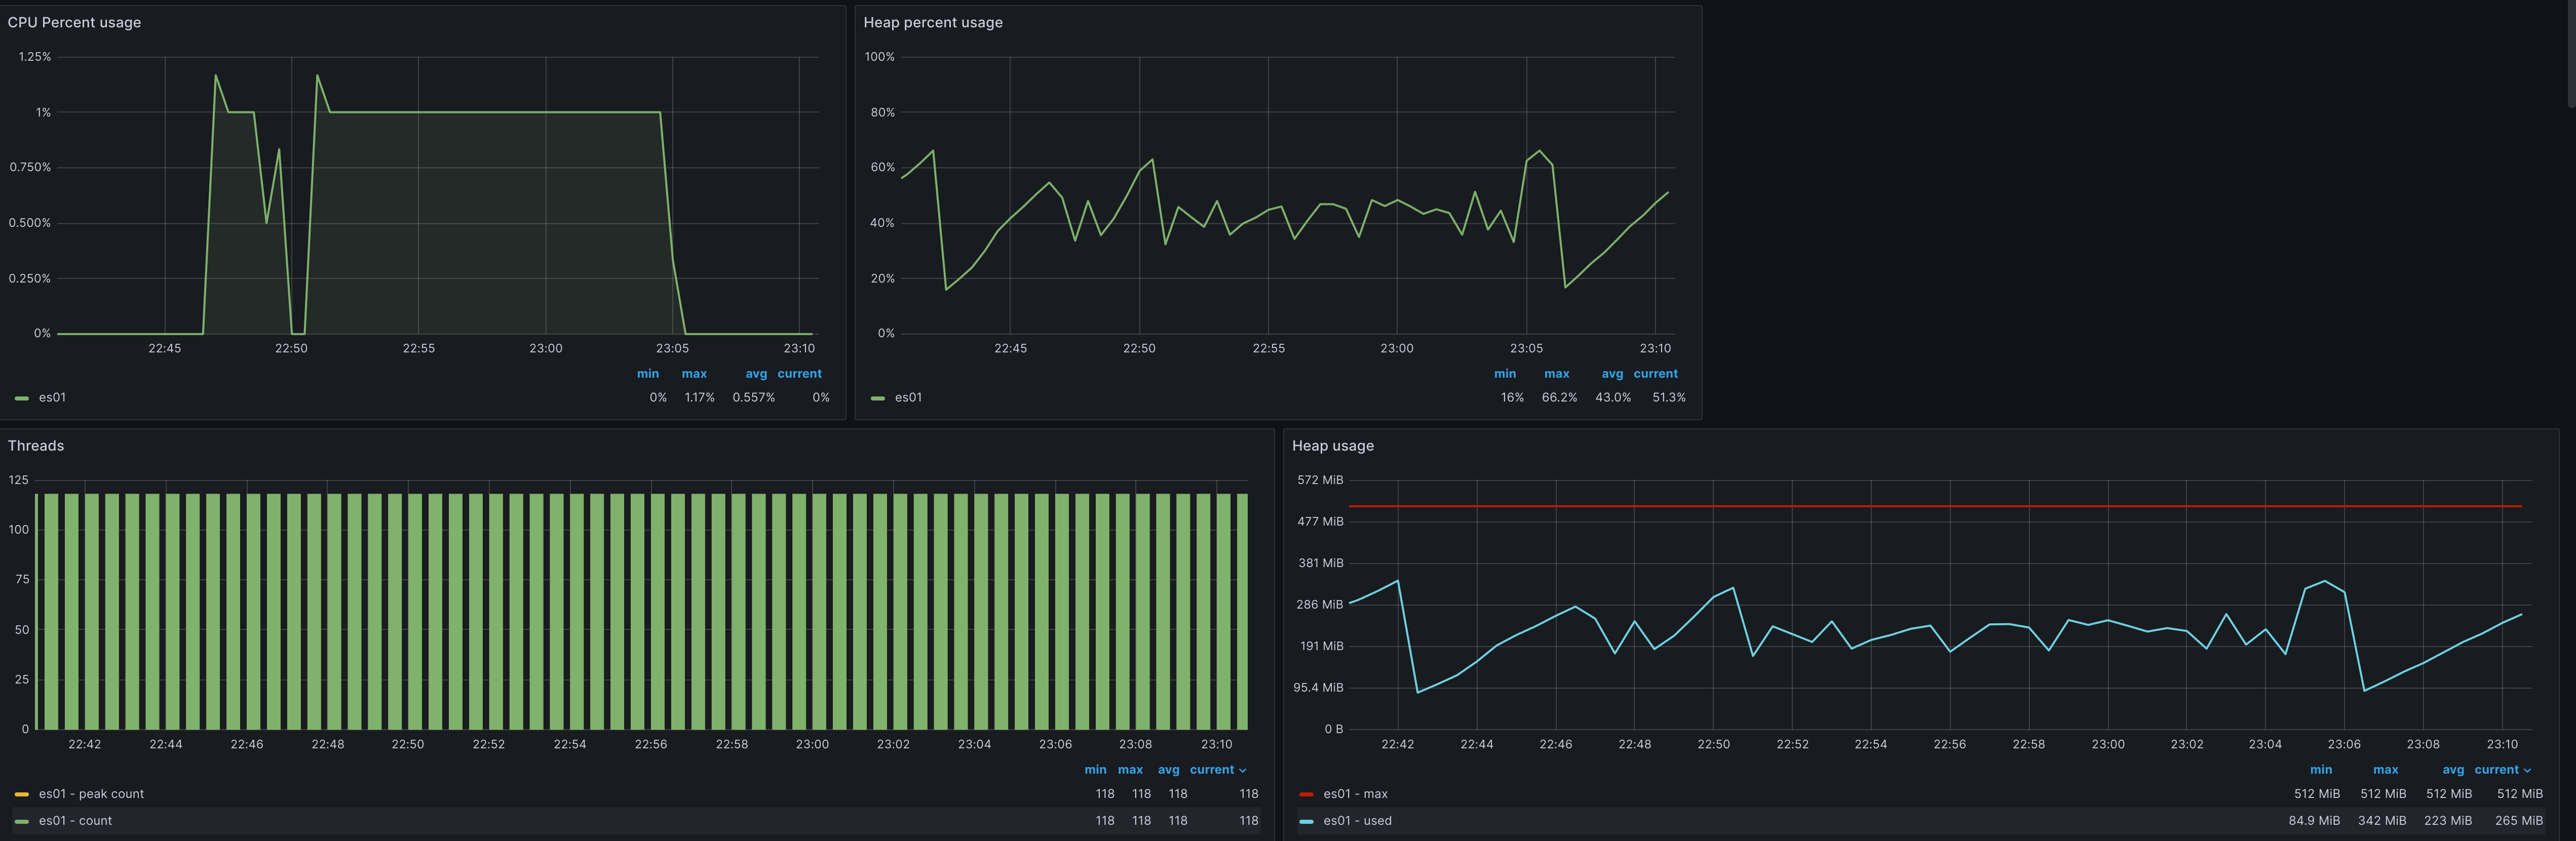 CPU Percent usage
1.25%
1%
0.750%
0.500%
0.250%
0%
22:45 22:50 22:55 23:00 23:05 23:10
min max avg current
es01 0% 1.17% 0.557% 0%
Heap percent usage
100%
80%
60%
40%
20%
0%
22:45 22:50 22:55 23:00 23:05 23:10
min max avg current
es01 16% 66.2% 43.0% 51.3%
Threads
125
100
75
50
25
0
22:42 22:44 22:46 22:48 22:50 22:52 22:54 22:56 22:58 23:00 23:02 23:04 23:06 23:08 23:10
min max avg current
es01 - peak count 118 118 118 118
es01 - count 118 118 118 118
Heap usage
572 MiB
477 MiB
381 MiB
286 MiB
191 MiB
95.4 MiB
0 B
22:42 22:44 22:46 22:48 22:50 22:52 22:54 22:56 22:58 23:00 23:02 23:04 23:06 23:08 23:10
min max avg current
es01 - max 512 MiB 512 MiB 512 MiB 512 MiB
es01 - used 84.9 MiB 342 MiB 223 MiB 265 MiB